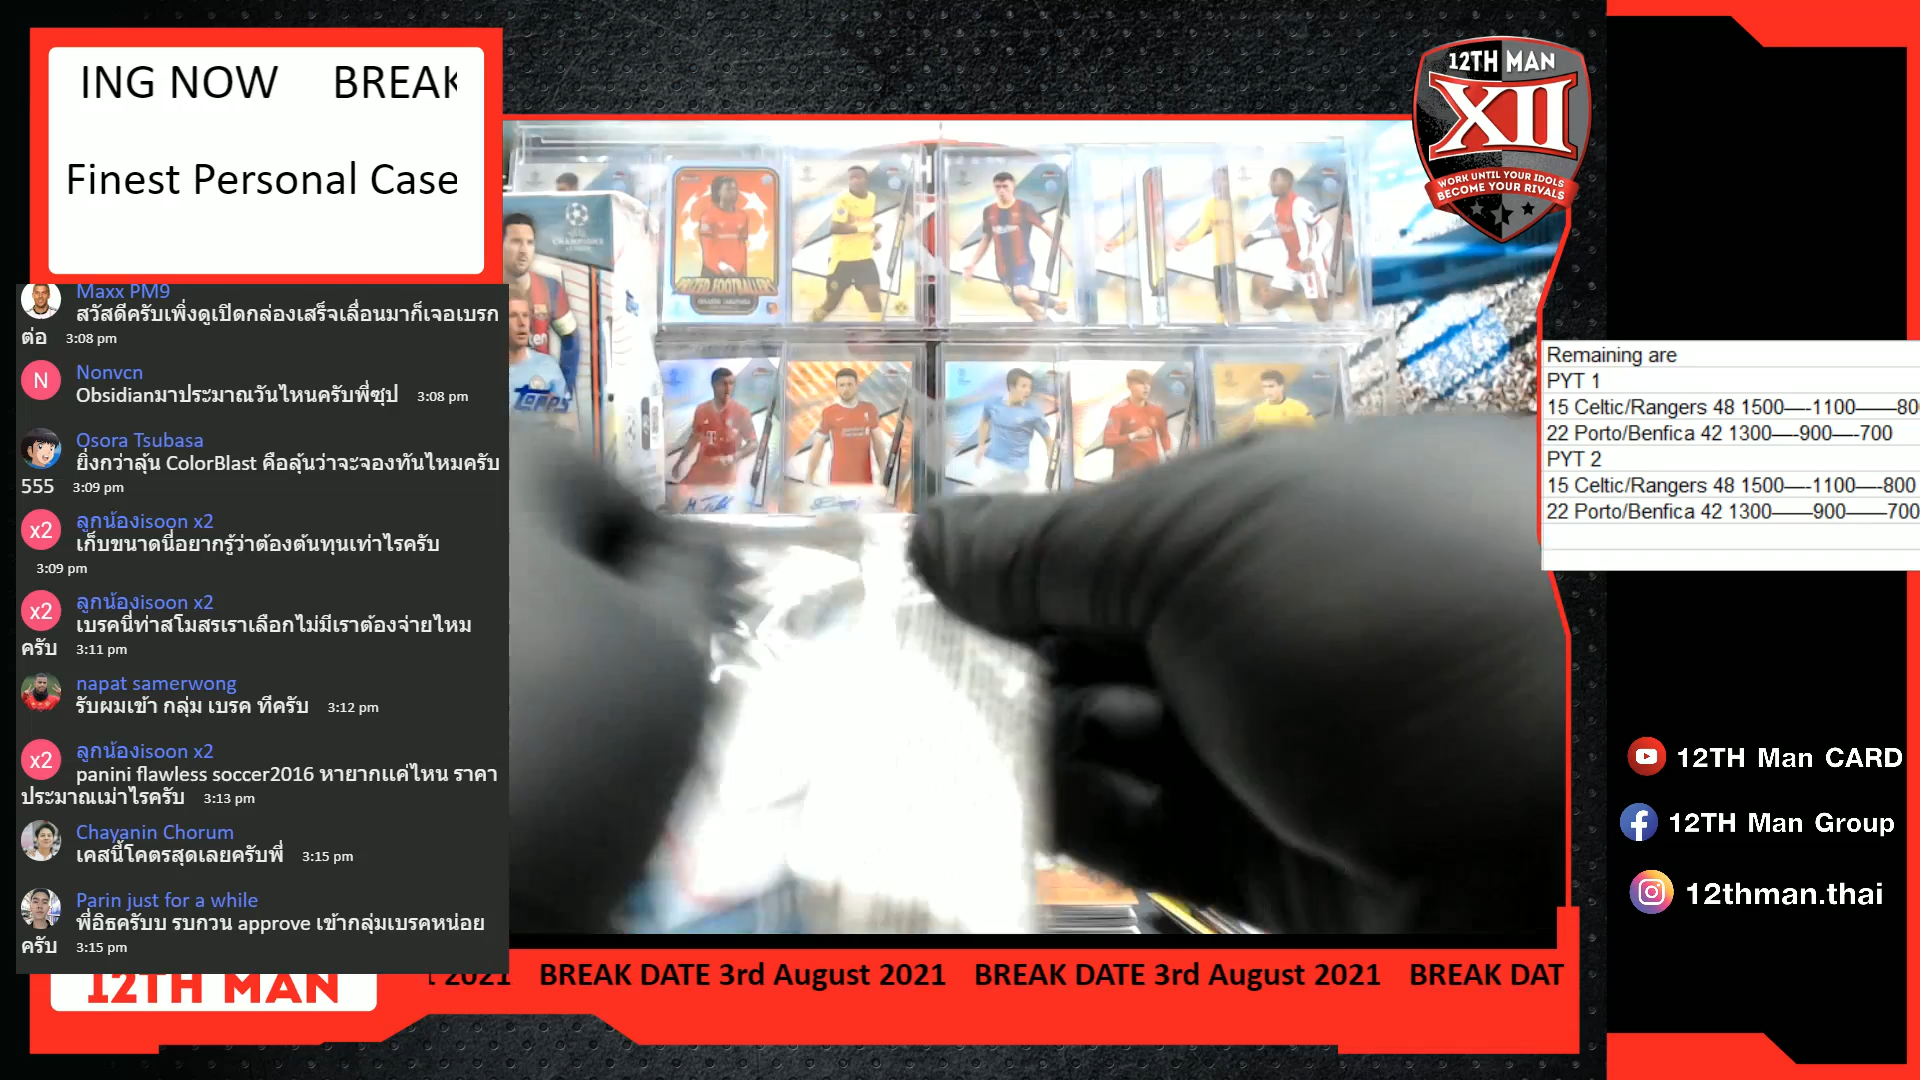 ING NOW BREAK
Finest Personal Case
Maxx PM9
สวัสดีครับเพิ่งดูเปิดกล่องเสร็จเลื่อนมาก็เจอเบรก
ต่อ 3:08 pm
N
Nonvcn
Obsidianมาประมาณวันไหนครับพี่ซุป 3:08 pm
Osora Tsubasa
ยิ่งกว่าลุ้น ColorBlast คือลุ้นว่าจะจองทันไหมครับ
555 3:09 pm
x2
ลูกน้องisoon x2
เก็บขนาดนี้อยากรู้ว่าต้องต้นทุนเท่าไรครับ
3:09 pm
x2
ลูกน้องisoon x2
เบรคนี่ท่าสโมสรเราเลือกไม่มีเราต้องจ่ายไหม
ครับ 3:11 pm
napat samerwong
รับผมเข้า กลุ่ม เบรค ทีครับ 3:12 pm
x2
ลูกน้องisoon x2
panini flawless soccer2016 หายากแค่ไหน ราคา
ประมาณเม่าไรครับ 3:13 pm
Chayanin Chorum
เคสนี้โคตรสุดเลยครับพี่ 3:15 pm
Parin just for a while
พี่อิธครับบ รบกวน approve เข้ากลุ่มเบรคหน่อย
ครับ 3:15 pm
12TH MAN
t 2021 BREAK DATE 3rd August 2021 BREAK DATE 3rd August 2021 BREAK DAT
CHAMPIONS
LEAGUE
topps
12TH MAN
XII
WORK UNTIL YOUR IDOLS
BECOME YOUR RIVALS
Remaining are
PYT 1
15 Celtic/Rangers 48 1500—-1100——80
22 Porto/Benfica 42 1300—-900—-700
PYT 2
15 Celtic/Rangers 48 1500—-1100—-800
22 Porto/Benfica 42 1300——900——700
12TH Man CARD
12TH Man Group
12thman.thai